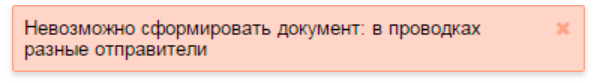 Невозможно сформировать документ: в проводках
разные отправители